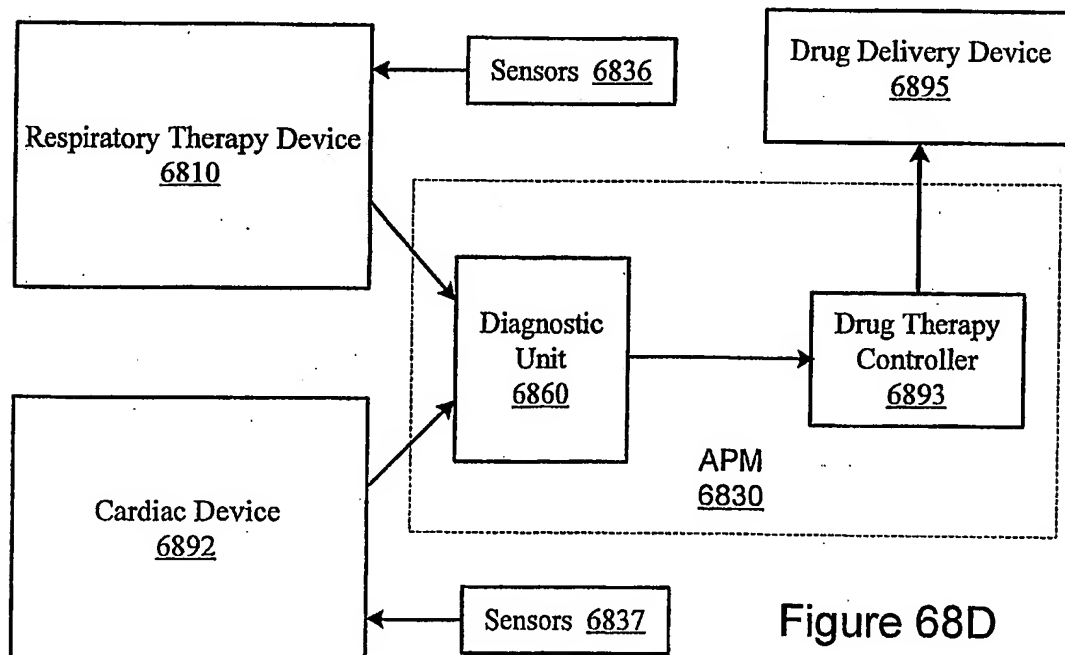 Respiratory Therapy Device
6810
Sensors 6836
Drug Delivery Device
6895
Diagnostic
Unit
6860
Drug Therapy
Controller
6893
APM
6830
Cardiac Device
6892
Sensors 6837
Figure 68D